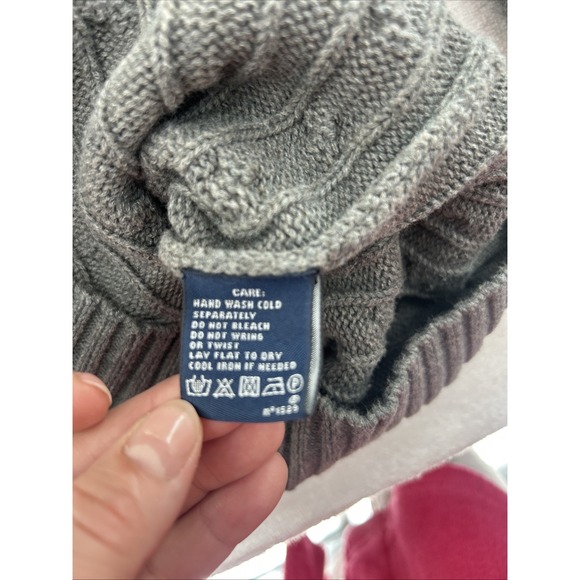 CARE:
HAND WASH COLD
SEPARATELY
DO NOT BLEACH
DO NOT WRING
OR TWIST
LAY FLAT TO DRY
COOL IRON IF NEEDED
P